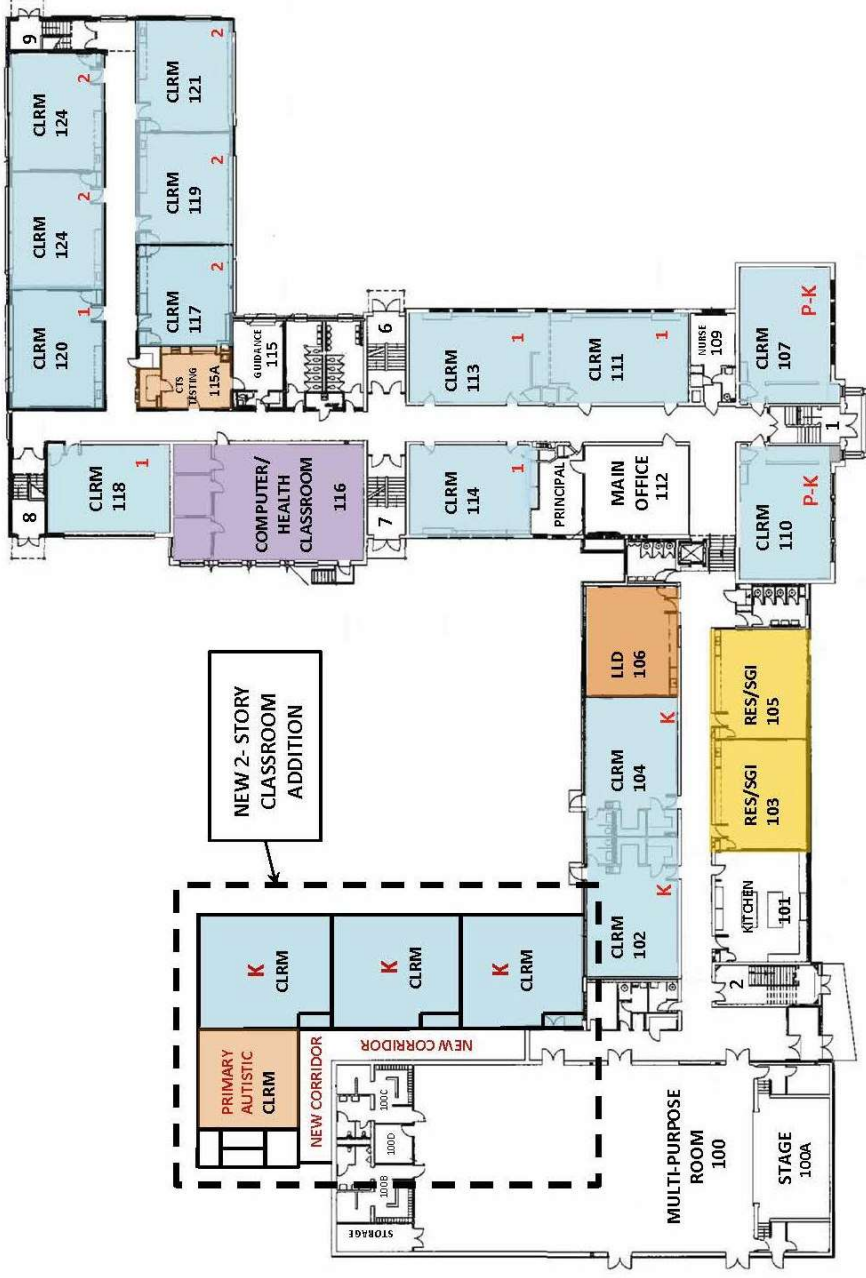 9
CLRM
124
2
CLRM
124
2
CLRM
120
1
CLRM
121
2
CLRM
119
2
CLRM
117
2
CTS
TESTING
115A
GUIDANCE
115
8
CLRM
118
1
COMPUTER/
HEALTH
CLASSROOM
116
7
6
CLRM
113
1
CLRM
111
1
CLRM
114
1
PRINCIPAL
MAIN
OFFICE
112
NURSE
109
CLRM
107
P-K
1
CLRM
110
P-K
NEW 2- STORY
CLASSROOM
ADDITION
LLD
106
CLRM
104
K
CLRM
102
K
RES/SGI
105
RES/SGI
103
KITCHEN
101
2
K
CLRM
K
CLRM
K
CLRM
PRIMARY
AUTISTIC
CLRM
NEW CORRIDOR
NEW CORRIDOR
100C
100D
100B
STORAGE
MULTI-PURPOSE
ROOM
100
STAGE
100A